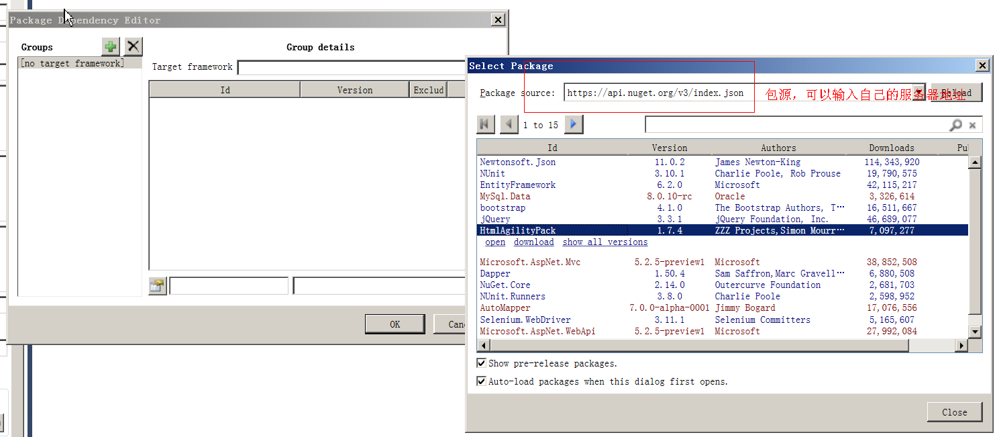 Package Dependency Editor
Groups
Group details
[no target framework]
Target framework
Id Version Exclud
OK
Canc
Select Package
Package source: https://api.nuget.org/v3/index.json Reload
包源，可以输入自己的服务器地址
1 to 15
Id Version Authors Downloads Pu
Newtonsoft.Json 11.0.2 James Newton-King 114,343,920
NUnit 3.10.1 Charlie Poole, Rob Prouse 19,790,575
EntityFramework 6.2.0 Microsoft 42,115,217
MySql.Data 8.0.10-rc Oracle 3,326,614
bootstrap 4.1.0 The Bootstrap Authors, T… 16,511,667
jQuery 3.3.1 jQuery Foundation, Inc. 46,689,077
HtmlAgilityPack 1.7.4 ZZZ Projects,Simon Mourr… 7,097,277
open download show all versions
Microsoft.AspNet.Mvc 5.2.5-preview1 Microsoft 38,852,508
Dapper 1.50.4 Sam Saffron,Marc Gravell… 6,880,508
NuGet.Core 2.14.0 Outercurve Foundation 2,681,703
NUnit.Runners 3.8.0 Charlie Poole 2,598,952
AutoMapper 7.0.0-alpha-0001 Jimmy Bogard 17,076,556
Selenium.WebDriver 3.11.1 Selenium Committers 5,165,607
Microsoft.AspNet.WebApi 5.2.5-preview1 Microsoft 27,992,084
Show pre-release packages.
Auto-load packages when this dialog first opens.
Close